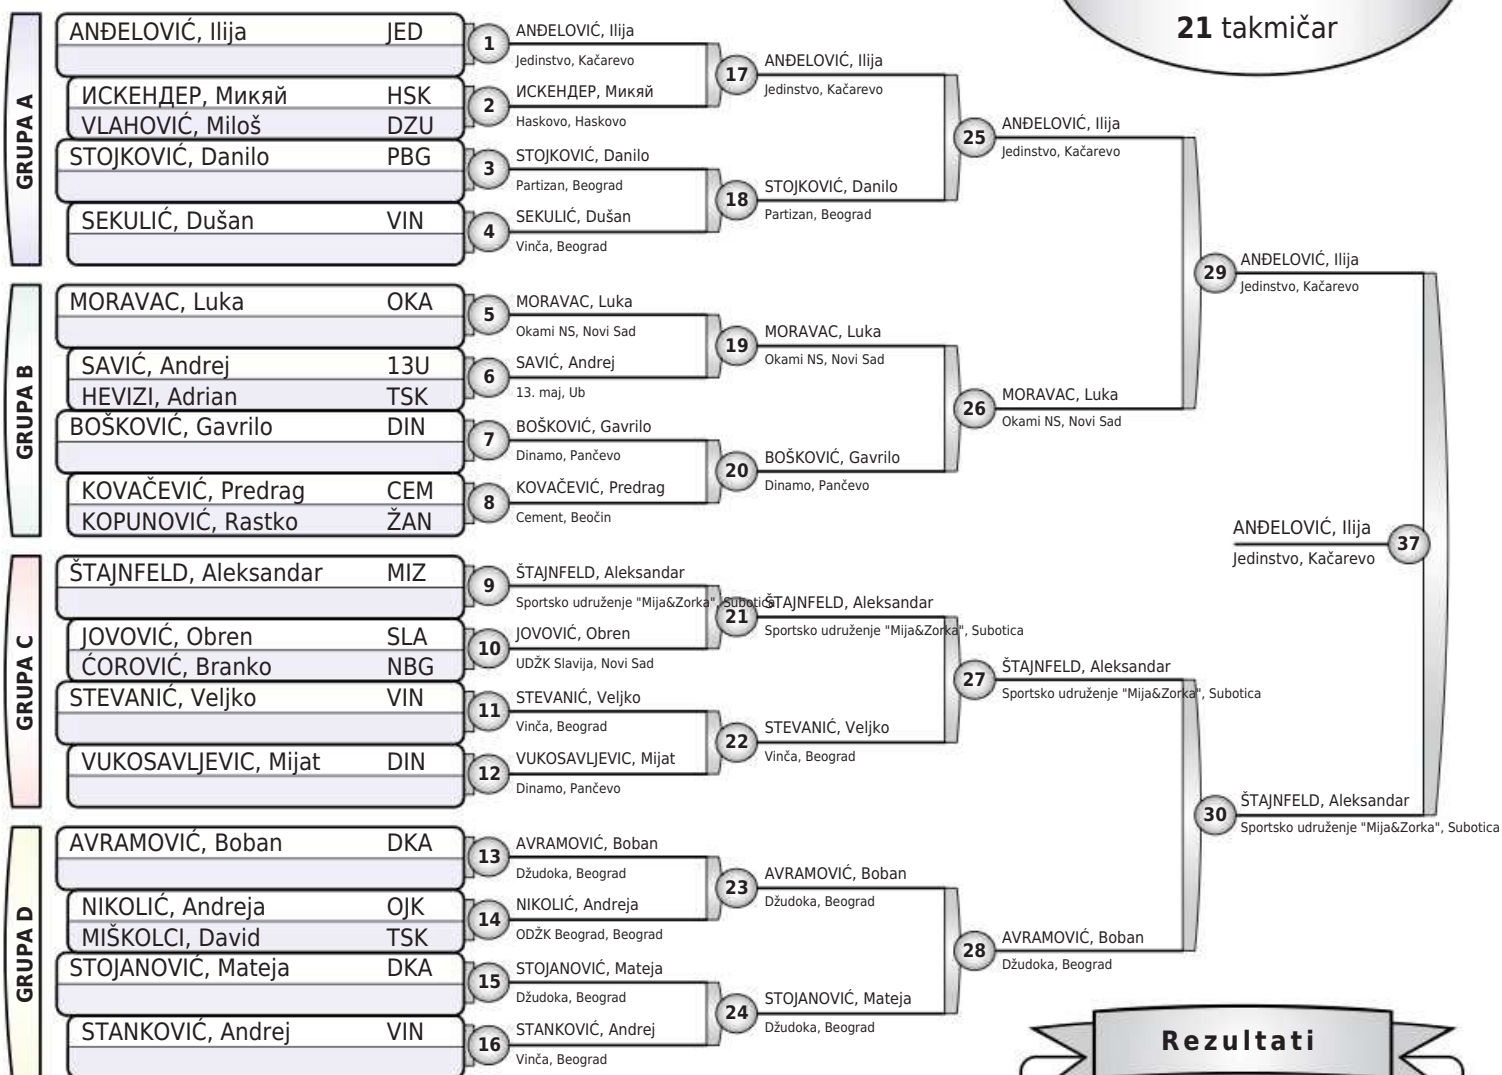 21 takmičar
GRUPA A
ANĐELOVIĆ, Ilija JED
ИСКЕНДЕР, Микяй HSK
VLAHOVIĆ, Miloš DZU
STOJKOVIĆ, Danilo PBG
SEKULIĆ, Dušan VIN
GRUPA B
MORAVAC, Luka OKA
SAVIĆ, Andrej 13U
HEVIZI, Adrian TSK
BOŠKOVIĆ, Gavrilo DIN
KOVAČEVIĆ, Predrag CEM
KOPUNOVIĆ, Rastko ŽAN
GRUPA C
ŠTAJNFELD, Aleksandar MIZ
JOVOVIĆ, Obren SLA
ĆOROVIĆ, Branko NBG
STEVANIĆ, Veljko VIN
VUKOSAVLJEVIC, Mijat DIN
GRUPA D
AVRAMOVIĆ, Boban DKA
NIKOLIĆ, Andreja OJK
MIŠKOLCI, David TSK
STOJANOVIĆ, Mateja DKA
STANKOVIĆ, Andrej VIN
1 ANĐELOVIĆ, Ilija
Jedinstvo, Kačarevo
2 ИСКЕНДЕР, Микяй
Haskovo, Haskovo
3 STOJKOVIĆ, Danilo
Partizan, Beograd
4 SEKULIĆ, Dušan
Vinča, Beograd
5 MORAVAC, Luka
Okami NS, Novi Sad
6 SAVIĆ, Andrej
13. maj, Ub
7 BOŠKOVIĆ, Gavrilo
Dinamo, Pančevo
8 KOVAČEVIĆ, Predrag
Cement, Beočin
9 ŠTAJNFELD, Aleksandar
Sportsko udruženje "Mija&Zorka", Subotica
10 JOVOVIĆ, Obren
UDŽK Slavija, Novi Sad
11 STEVANIĆ, Veljko
Vinča, Beograd
12 VUKOSAVLJEVIC, Mijat
Dinamo, Pančevo
13 AVRAMOVIĆ, Boban
Džudoka, Beograd
14 NIKOLIĆ, Andreja
ODŽK Beograd, Beograd
15 STOJANOVIĆ, Mateja
Džudoka, Beograd
16 STANKOVIĆ, Andrej
Vinča, Beograd
17 ANĐELOVIĆ, Ilija
Jedinstvo, Kačarevo
18 STOJKOVIĆ, Danilo
Partizan, Beograd
19 MORAVAC, Luka
Okami NS, Novi Sad
20 BOŠKOVIĆ, Gavrilo
Dinamo, Pančevo
21 ŠTAJNFELD, Aleksandar
Sportsko udruženje "Mija&Zorka", Subotica
22 STEVANIĆ, Veljko
Vinča, Beograd
23 AVRAMOVIĆ, Boban
Džudoka, Beograd
24 STOJANOVIĆ, Mateja
Džudoka, Beograd
25 ANĐELOVIĆ, Ilija
Jedinstvo, Kačarevo
26 MORAVAC, Luka
Okami NS, Novi Sad
27 ŠTAJNFELD, Aleksandar
Sportsko udruženje "Mija&Zorka", Subotica
28 AVRAMOVIĆ, Boban
Džudoka, Beograd
29 ANĐELOVIĆ, Ilija
Jedinstvo, Kačarevo
30 ŠTAJNFELD, Aleksandar
Sportsko udruženje "Mija&Zorka", Subotica
ANĐELOVIĆ, Ilija 37
Jedinstvo, Kačarevo
Rezultati